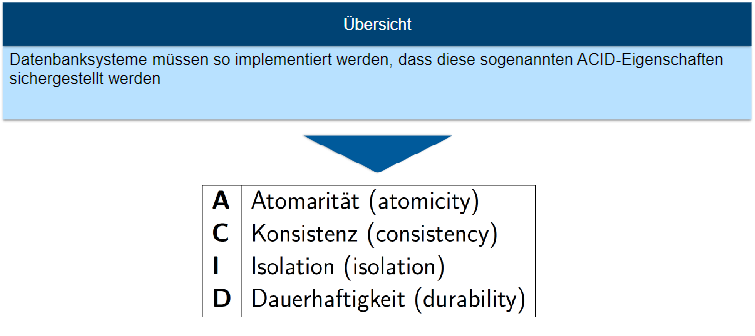 Übersicht
Datenbanksysteme müssen so implementiert werden, dass diese sogenannten ACID-Eigenschaften
sichergestellt werden
A Atomarität (atomicity)
C Konsistenz (consistency)
I Isolation (isolation)
D Dauerhaftigkeit (durability)